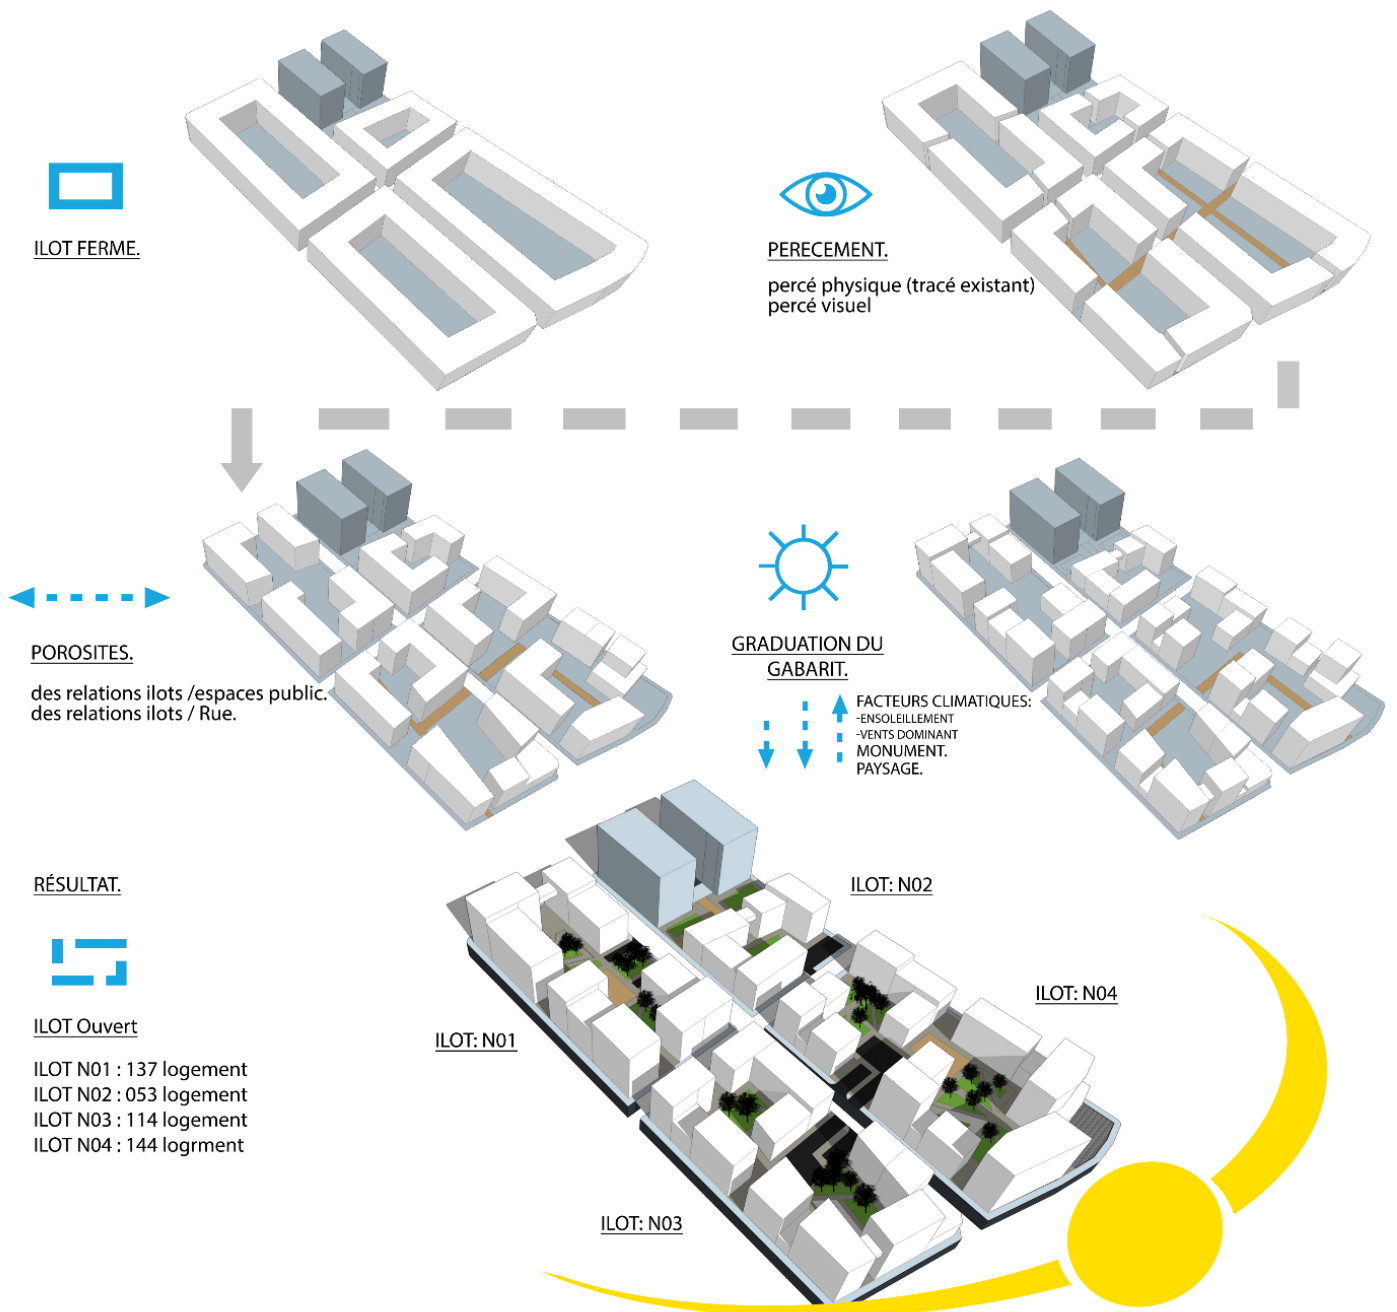 ILOT FERME.
PERECEMENT.
percé physique (tracé existant)
percé visuel
POROSITES.
des relations ilots /espaces public.
des relations ilots / Rue.
GRADUATION DU
GABARIT.
FACTEURS CLIMATIQUES:
-ENSOLEILLEMENT
-VENTS DOMINANT
MONUMENT.
PAYSAGE.
RÉSULTAT.
ILOT Ouvert
ILOT N01 : 137 logement
ILOT N02 : 053 logement
ILOT N03 : 114 logement
ILOT N04 : 144 logrment
ILOT: N02
ILOT: N04
ILOT: N01
ILOT: N03